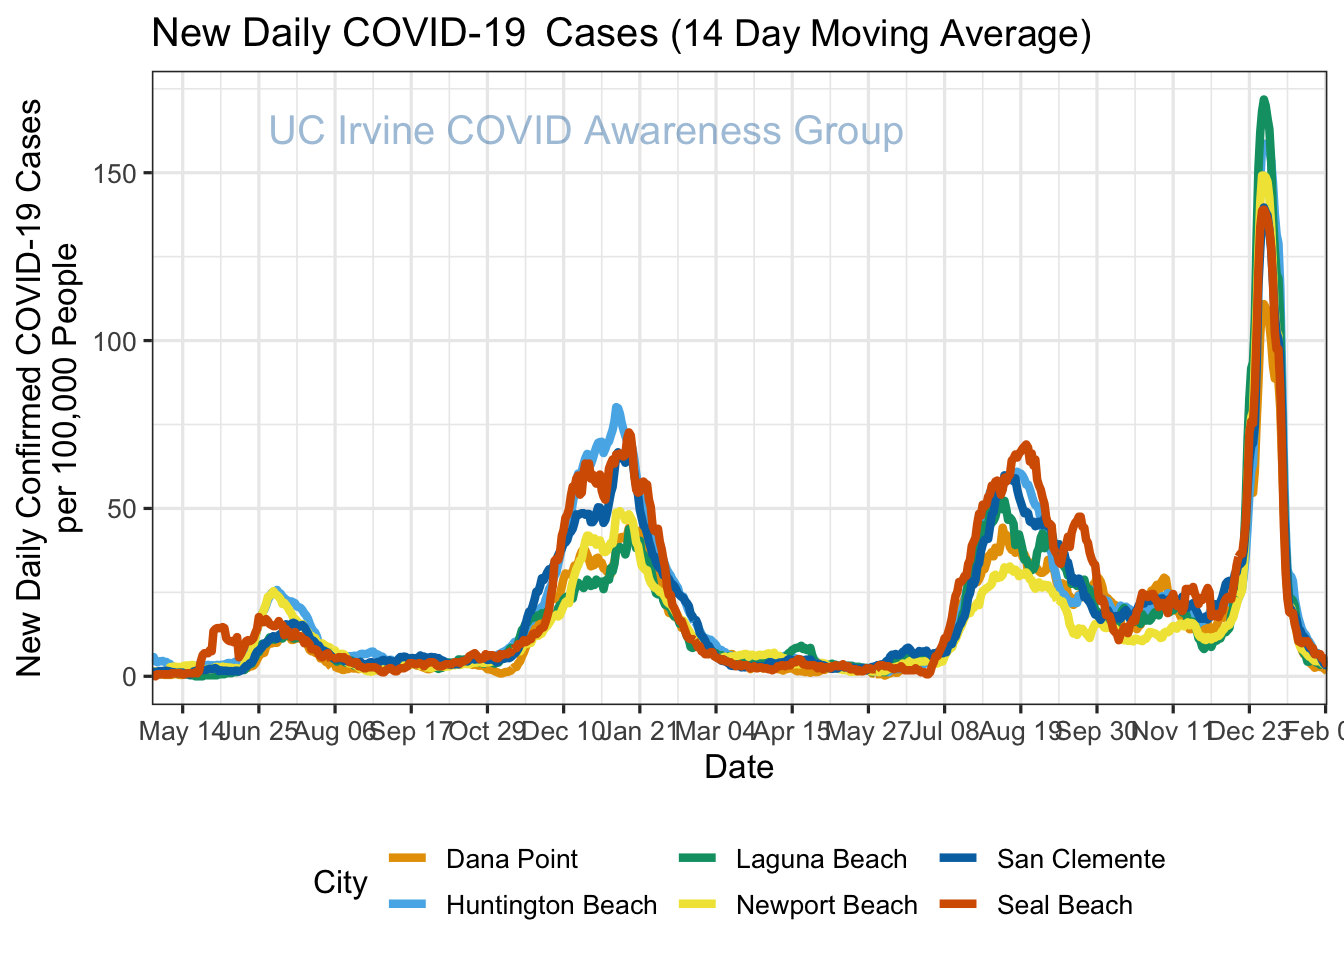 New Daily COVID-19 Cases (14 Day Moving Average)
UC Irvine COVID Awareness Group
New Daily Confirmed COVID-19 Cases
per 100,000 People
150
100
50
0
May 14 Jun 25 Aug 06 Sep 17 Oct 29 Dec 10 Jan 21 Mar 04 Apr 15 May 27 Jul 08 Aug 19 Sep 30 Nov 11 Dec 23 Feb
Date
City
Dana Point Laguna Beach San Clemente
Huntington Beach Newport Beach Seal Beach